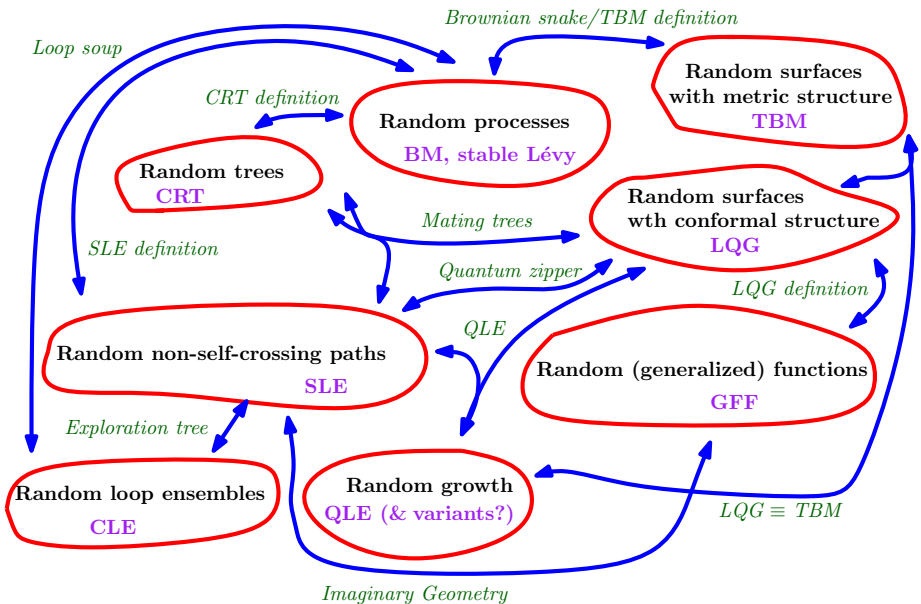 Brownian snake/TBM definition
Loop soup
Random surfaces
with metric structure
TBM
CRT definition
Random processes
BM, stable Lévy
Random trees
CRT
Random surfaces
wth conformal structure
LQG
Mating trees
SLE definition
Quantum zipper
LQG definition
QLE
Random non-self-crossing paths
SLE
Random (generalized) functions
GFF
Exploration tree
Random loop ensembles
CLE
Random growth
QLE (& variants?)
LQG ≡ TBM
Imaginary Geometry